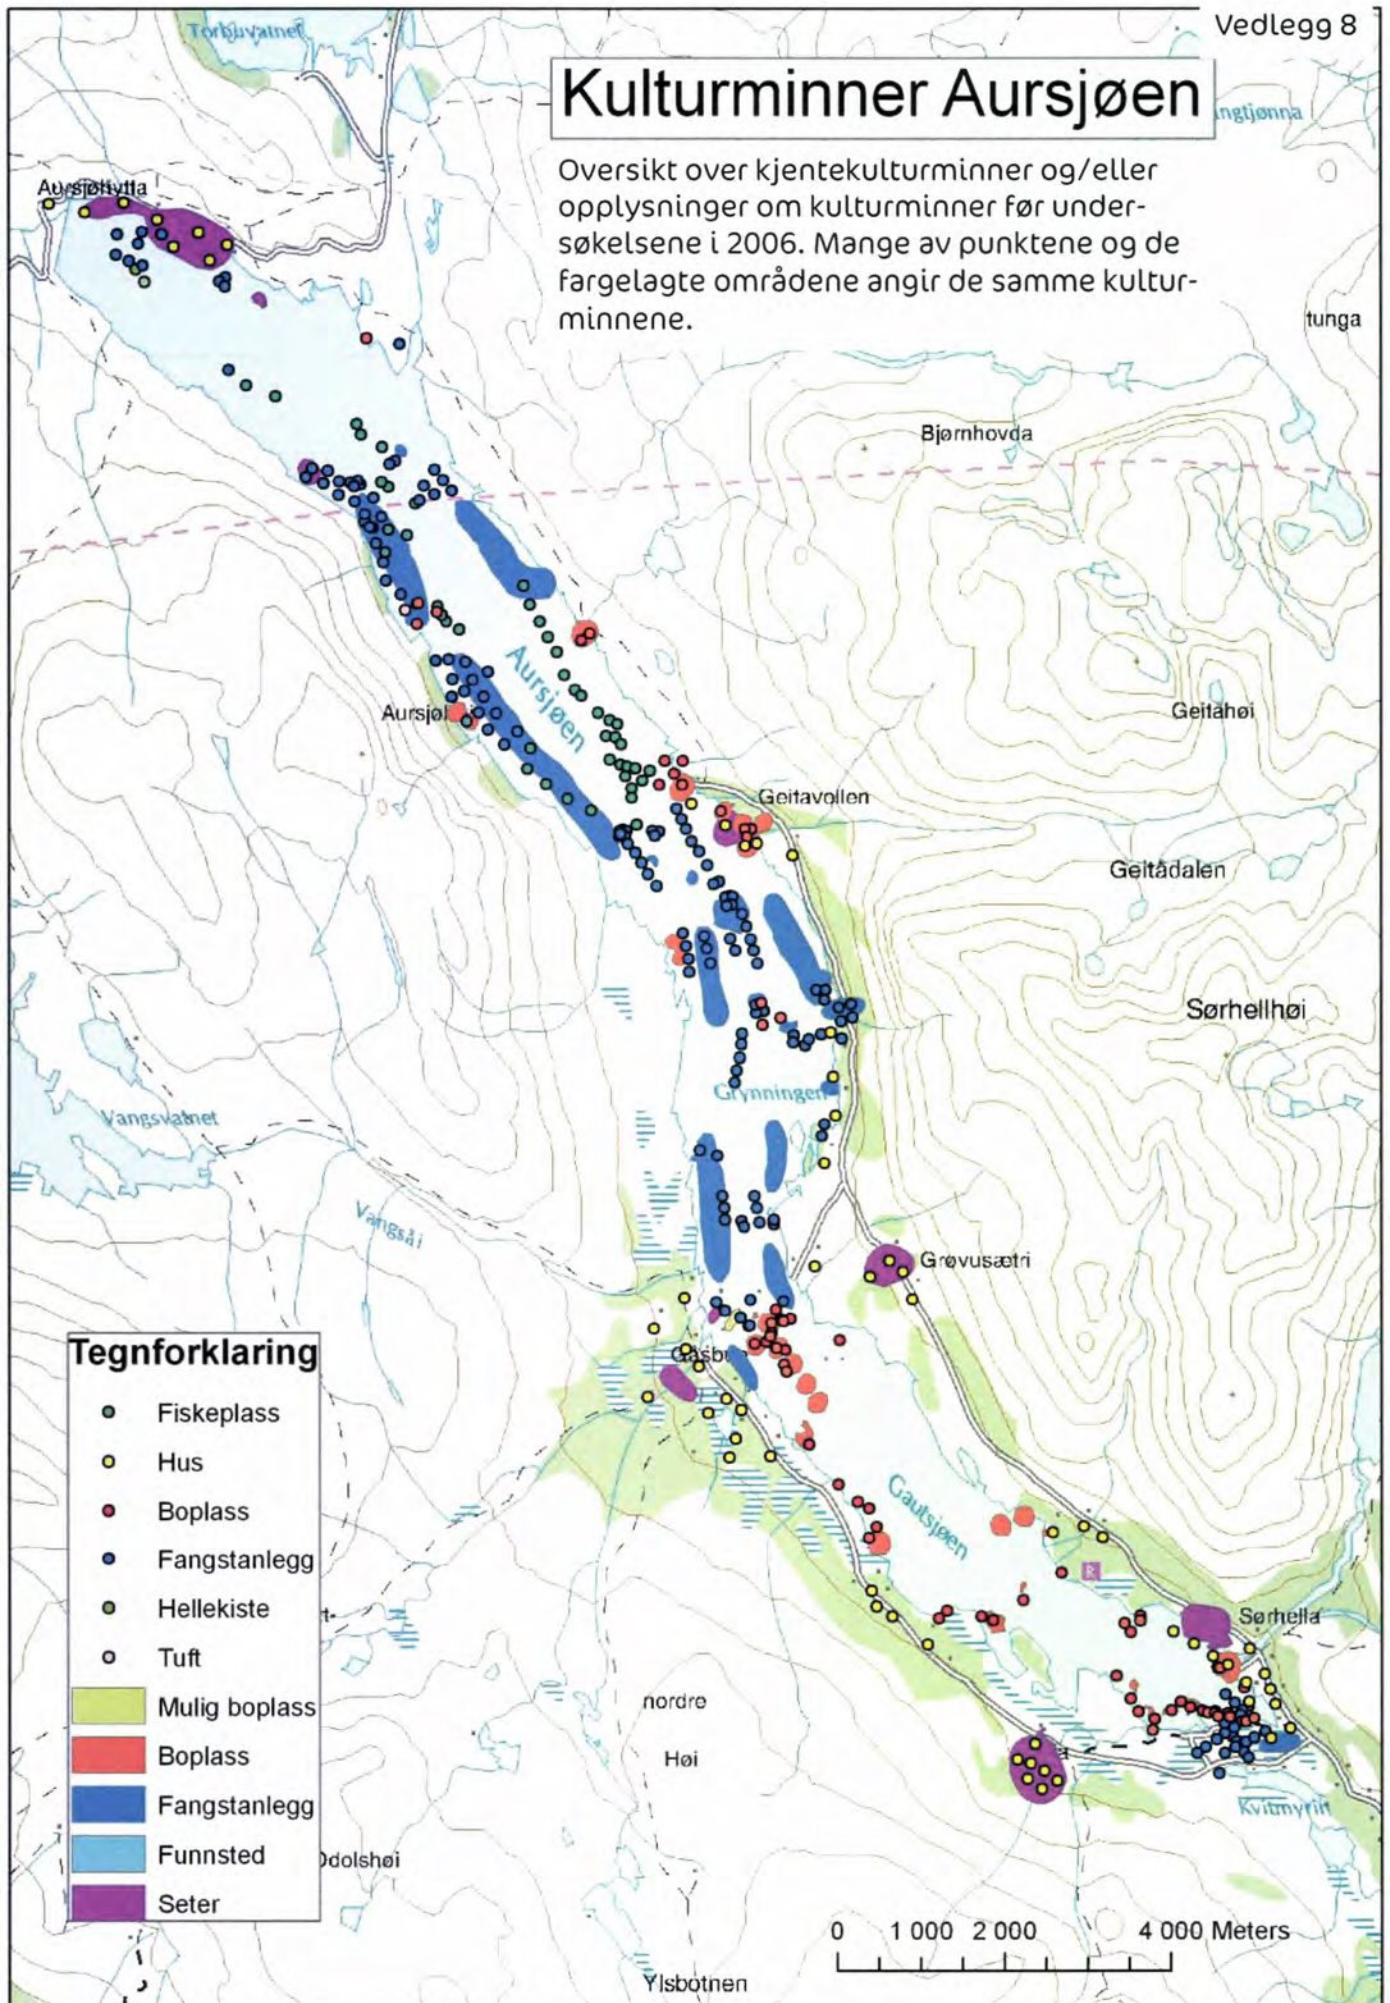 Vedlegg 8
Torbuvatnet
Kulturminner Aursjøen
Oversikt over kjentekulturminner og/eller
opplysninger om kulturminner før under-
søkelsene i 2006. Mange av punktene og de
fargelagte områdene angir de samme kultur-
minnene.
Aursjøhytta
tunga
Bjørnhovda
Aursjøen
Geitahøi
Geitavollen
Geitådalen
Sørhellhøi
Grynningen
Vangsvatnet
Vangsåi
Grøvusætri
Gautsjøen
R
Sørhella
nordre
Høi
Kvitmyrin
Ylsbotnen
Tegnforklaring
Fiskeplass
Hus
Boplass
Fangstanlegg
Hellekiste
Tuft
Mulig boplass
Boplass
Fangstanlegg
Funnsted
Seter
0 1 000 2 000 4 000 Meters